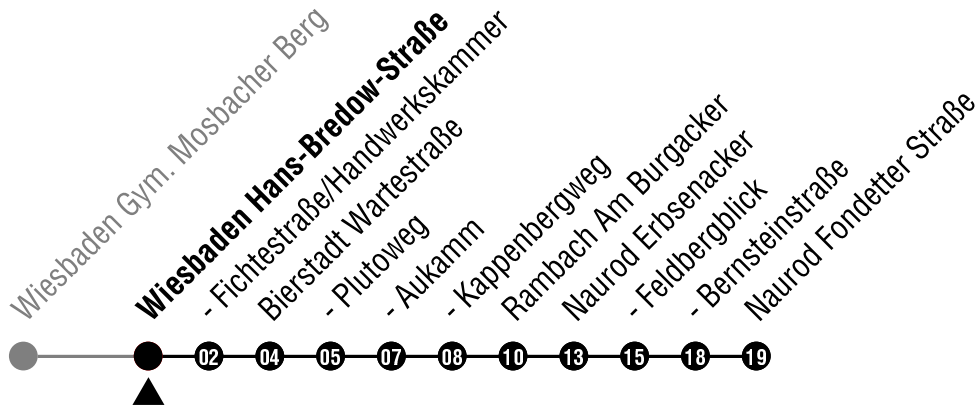 Wiesbaden Gym. Mosbacher Berg
Wiesbaden Hans-Bredow-Straße
- Fichtestraße/Handwerkskammer
Bierstadt Wartestraße
- Plutoweg
- Aukamm
- Kappenbergweg
Rambach Am Burgacker
Naurod Erbsenacker
- Feldbergblick
- Bernsteinstraße
Naurod Fondetter Straße
02 04 05 07 08 10 13 15 18 19